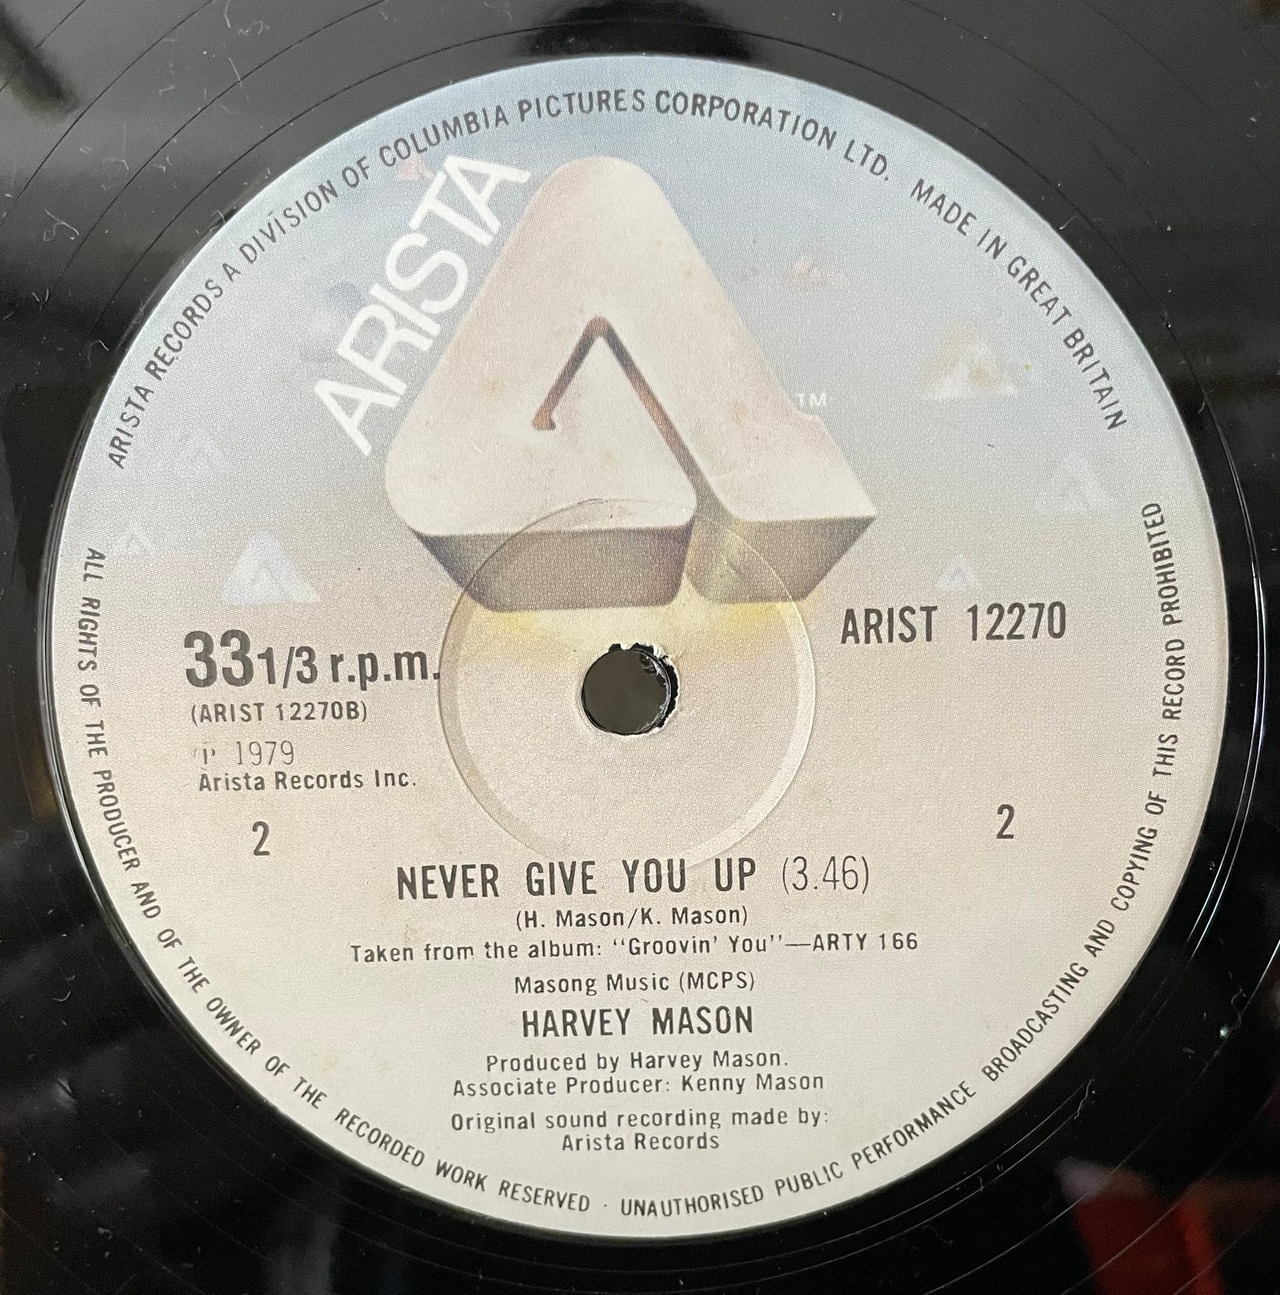 ARISTA RECORDS A DIVISION OF COLUMBIA PICTURES CORPORATION LTD. MADE IN GREAT BRITAIN
ARISTA
TM
33 1/3 r.p.m.
ARIST 12270
(ARIST 12270B)
℗ 1979
Arista Records Inc.
2
2
NEVER GIVE YOU UP (3.46)
(H. Mason/K. Mason)
Taken from the album: "Groovin' You"—ARTY 166
Masong Music (MCPS)
HARVEY MASON
Produced by Harvey Mason.
Associate Producer: Kenny Mason
Original sound recording made by:
Arista Records
ALL RIGHTS OF THE PRODUCER AND OF THE OWNER OF THE RECORDED WORK RESERVED · UNAUTHORISED PUBLIC PERFORMANCE BROADCASTING AND COPYING OF THIS RECORD PROHIBITED